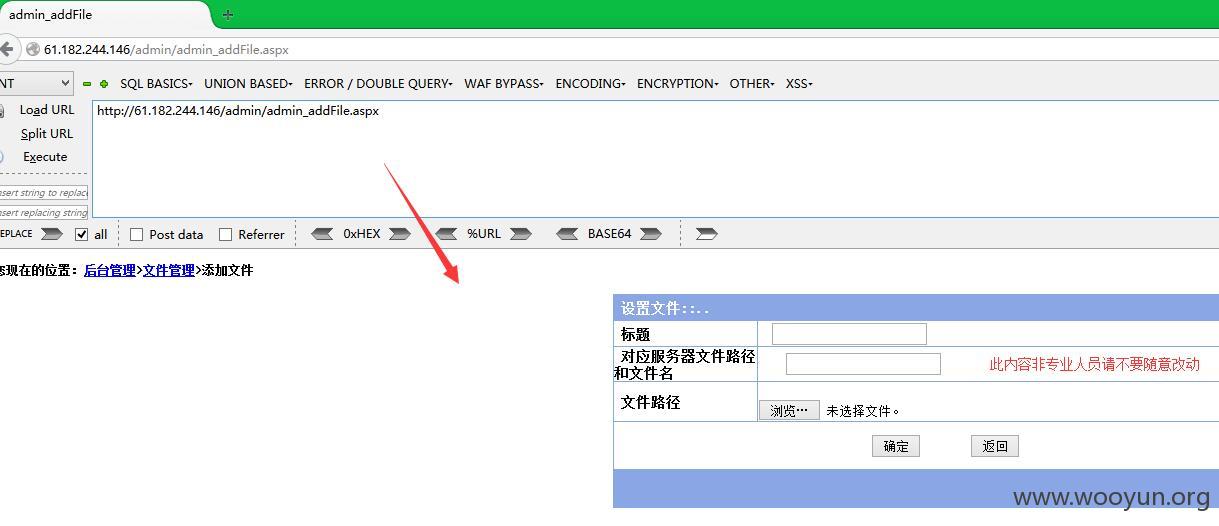 admin_addFile
61.182.244.146/admin/admin_addFile.aspx
NT SQL BASICS UNION BASED ERROR / DOUBLE QUERY WAF BYPASS ENCODING ENCRYPTION OTHER XSS
Load URL
http://61.182.244.146/admin/admin_addFile.aspx
Split URL
Execute
nsert string to replac
nsert replacing string
EPLACE all Post data Referrer 0xHEX %URL BASE64
现在的位置：后台管理>文件管理>添加文件
设置文件::..
标题
对应服务器文件路径
和文件名
此内容非专业人员请不要随意改动
文件路径
浏览… 未选择文件。
确定 返回
www.wooyun.org